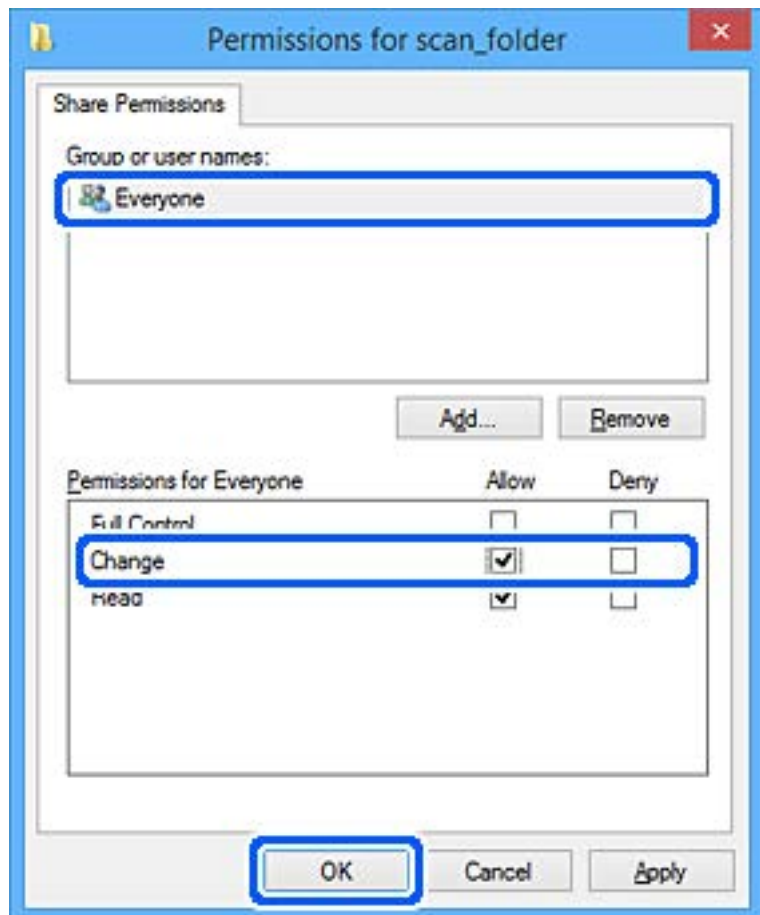 Permissions for scan_folder
Share Permissions
Group or user names:
Everyone
Add... Remove
Permissions for Everyone Allow Deny
Full Control
Change
Read
OK Cancel Apply